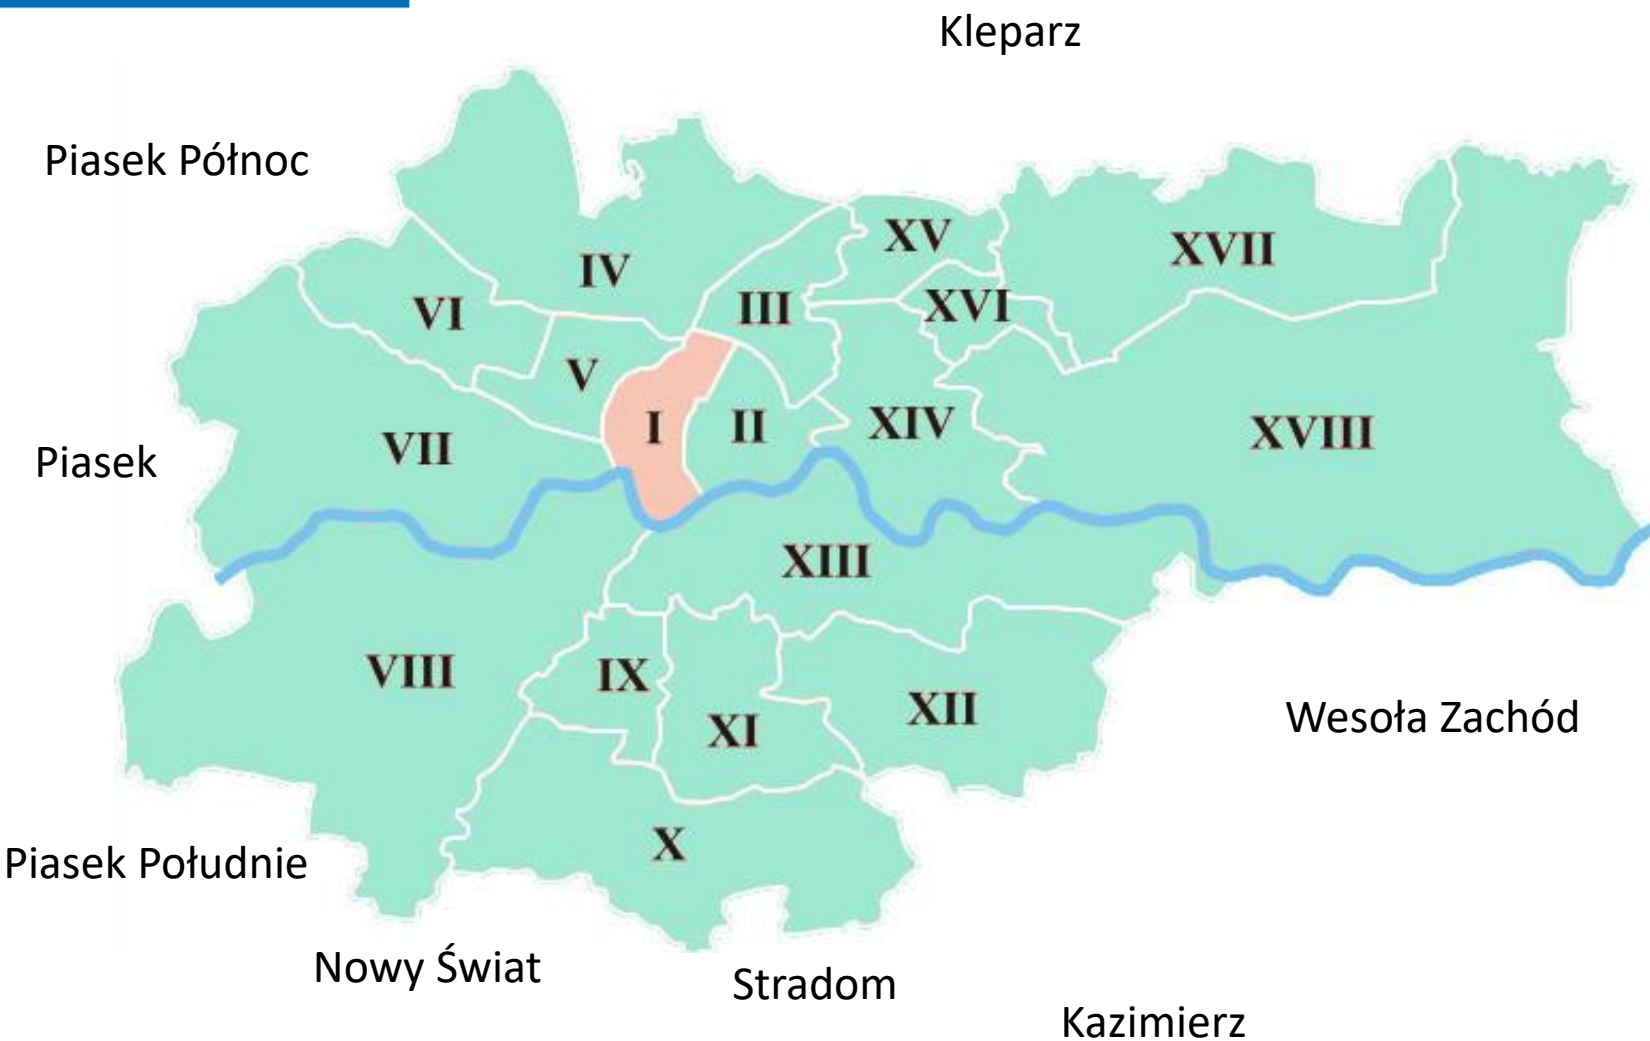 Kleparz
Piasek Północ
XV
XVII
IV
III
XVI
VI
V
I
II
XIV
XVIII
VII
Piasek
XIII
VIII
IX
XII
XI
Wesoła Zachód
X
Piasek Południe
Nowy Świat
Stradom
Kazimierz